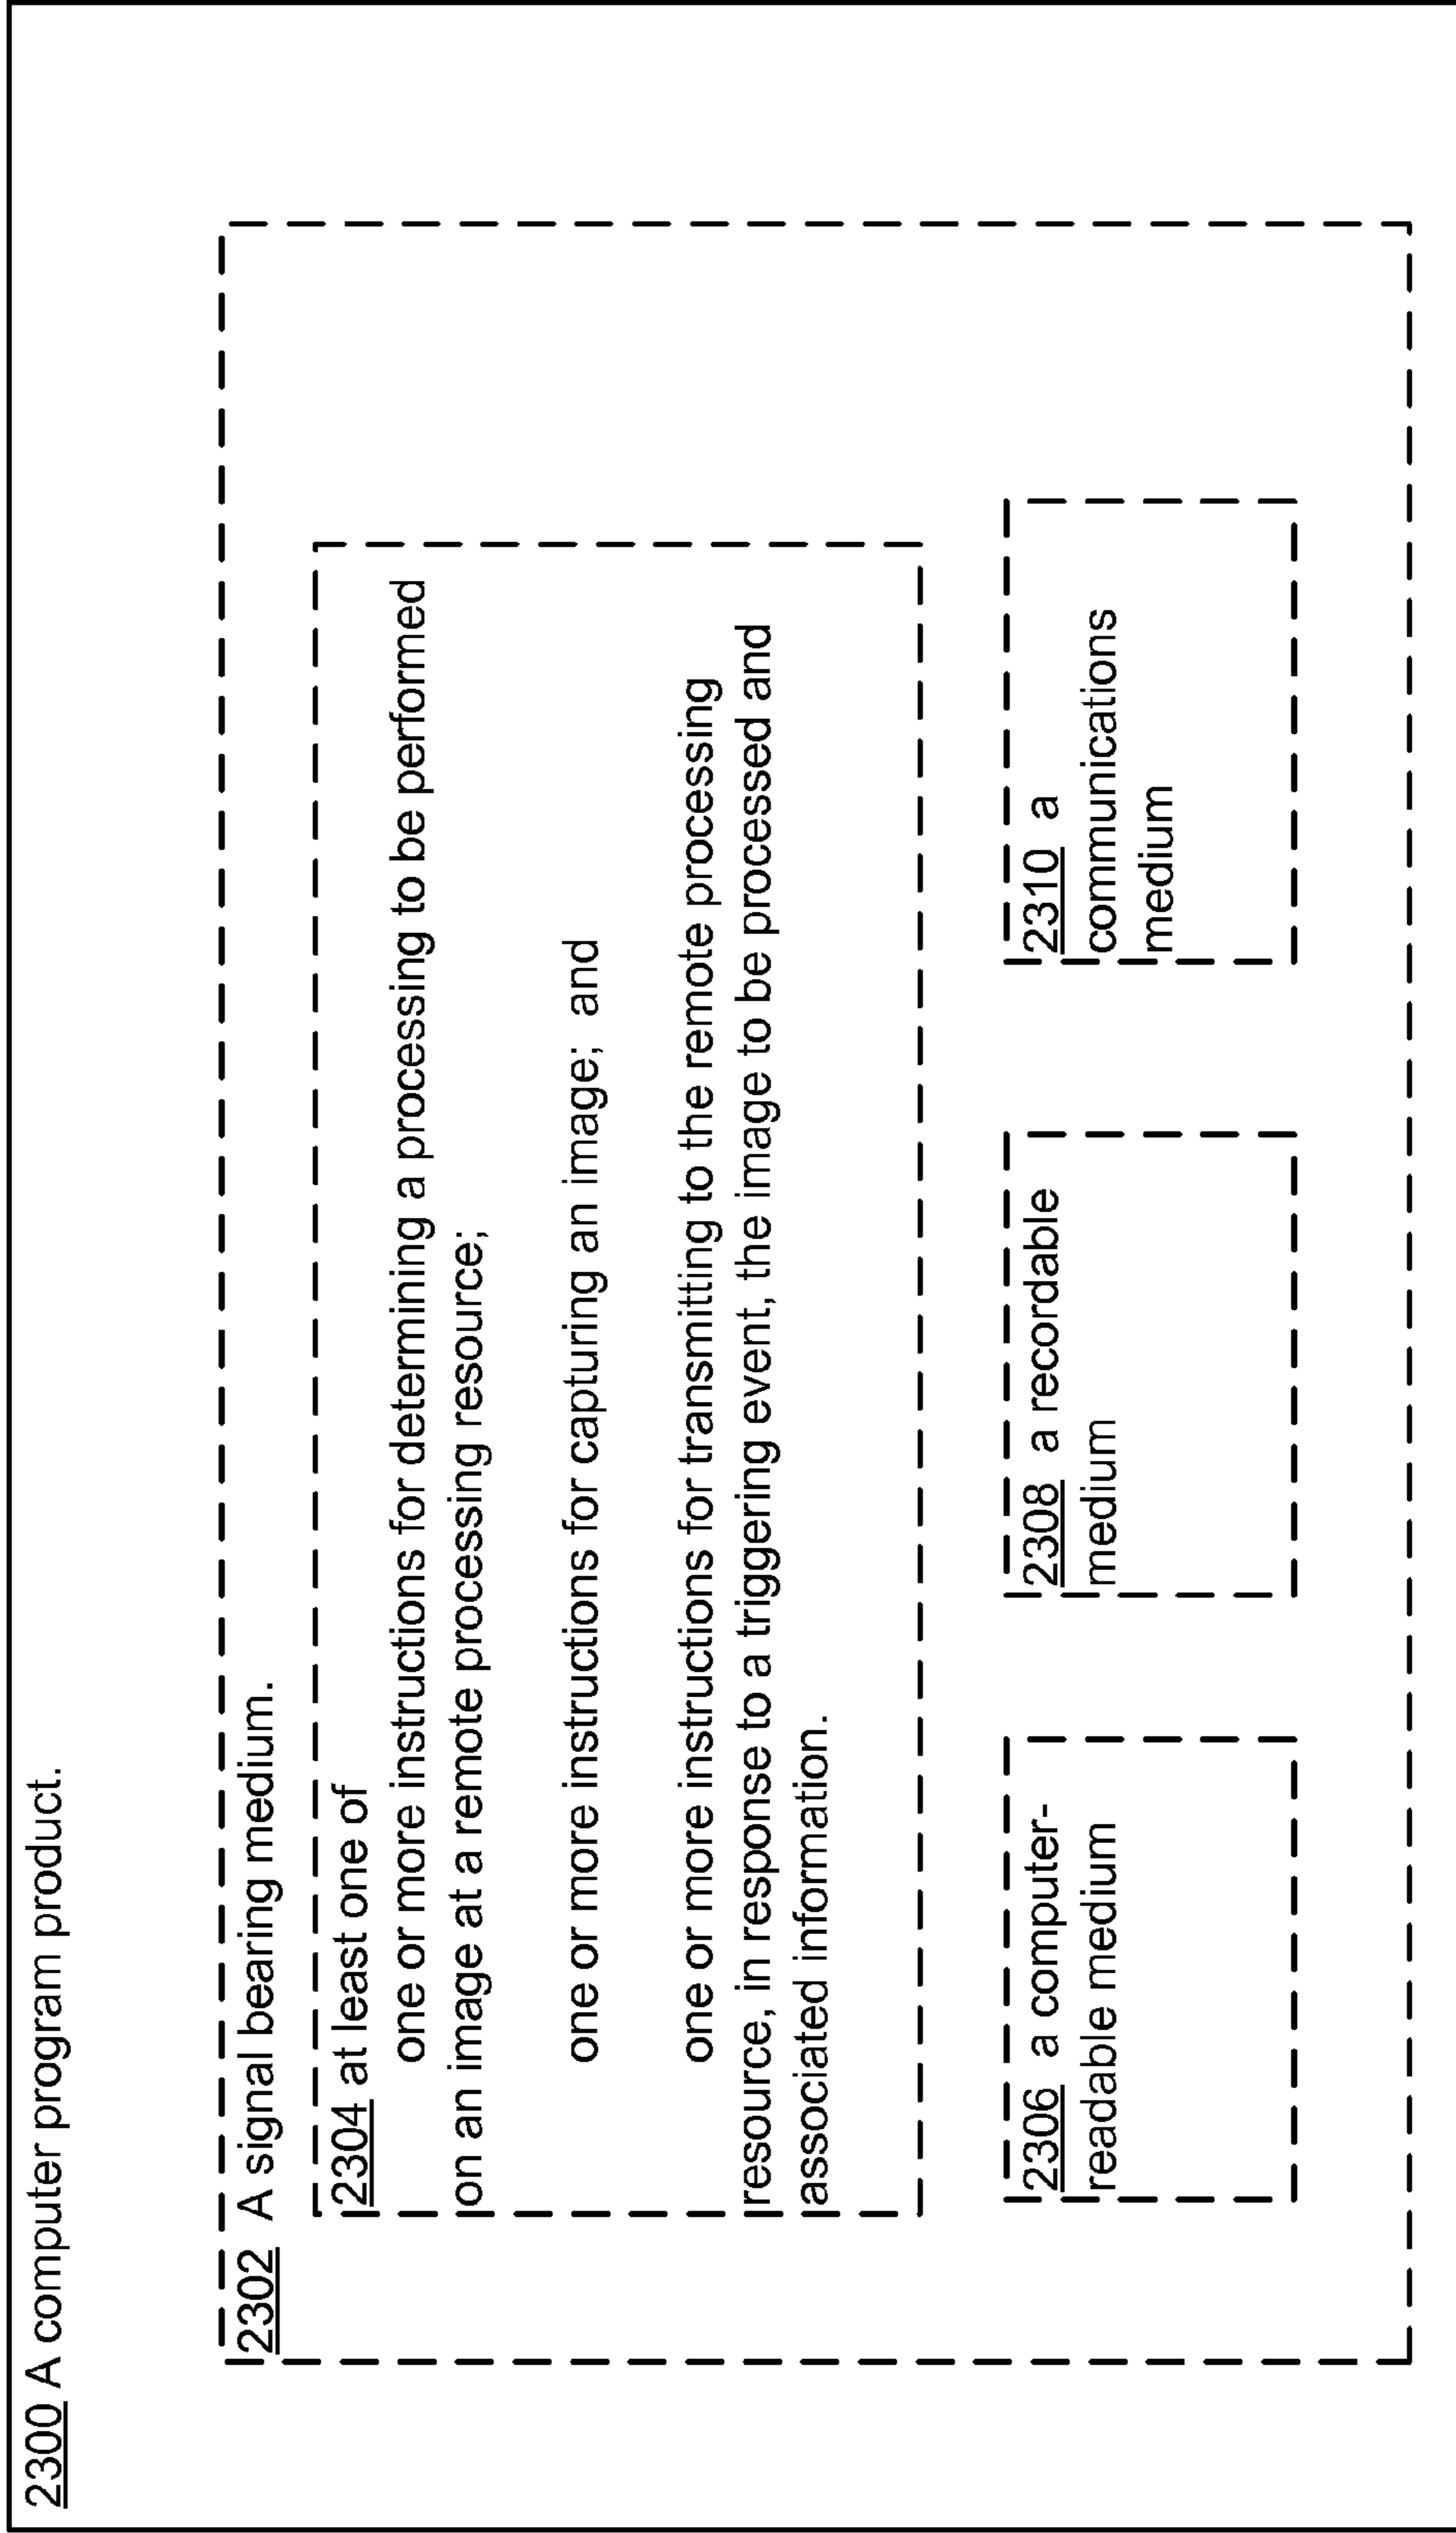 2300 A computer program product.
2302 A signal bearing medium.
2304 at least one of
one or more instructions for determining a processing to be performed
on an image at a remote processing resource;
one or more instructions for capturing an image; and
one or more instructions for transmitting to the remote processing
resource, in response to a triggering event, the image to be processed and
associated information.
2306 a computer-
readable medium
2308 a recordable
medium
2310 a
communications
medium